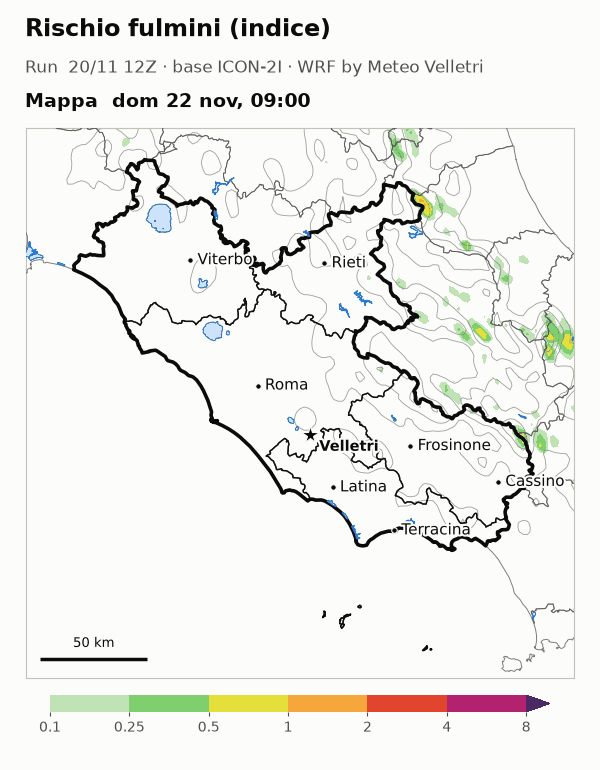 Rischio fulmini (indice)
Run  20/11 12Z · base ICON-2I · WRF by Meteo Velletri
Mappa  dom 22 nov, 09:00
Viterbo
Rieti
Roma
Velletri
Frosinone
Latina
Cassino
Terracina
50 km
0.1 0.25 0.5 1 2 4 8